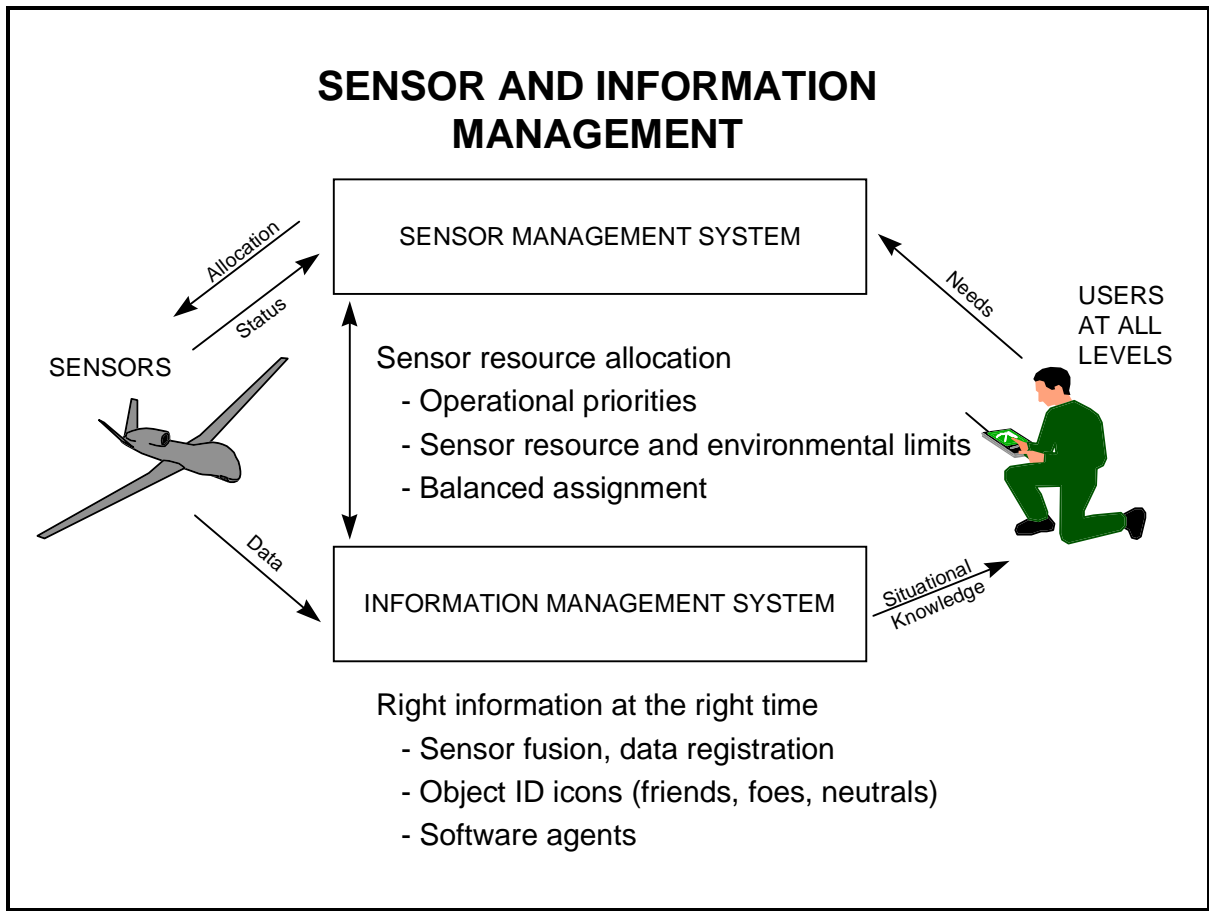 SENSOR AND INFORMATION
MANAGEMENT
SENSOR MANAGEMENT SYSTEM
Allocation
Status
Needs
USERS
AT ALL
LEVELS
SENSORS
Sensor resource allocation
- Operational priorities
- Sensor resource and environmental limits
- Balanced assignment
Data
INFORMATION MANAGEMENT SYSTEM
Situational
Knowledge
Right information at the right time
- Sensor fusion, data registration
- Object ID icons (friends, foes, neutrals)
- Software agents